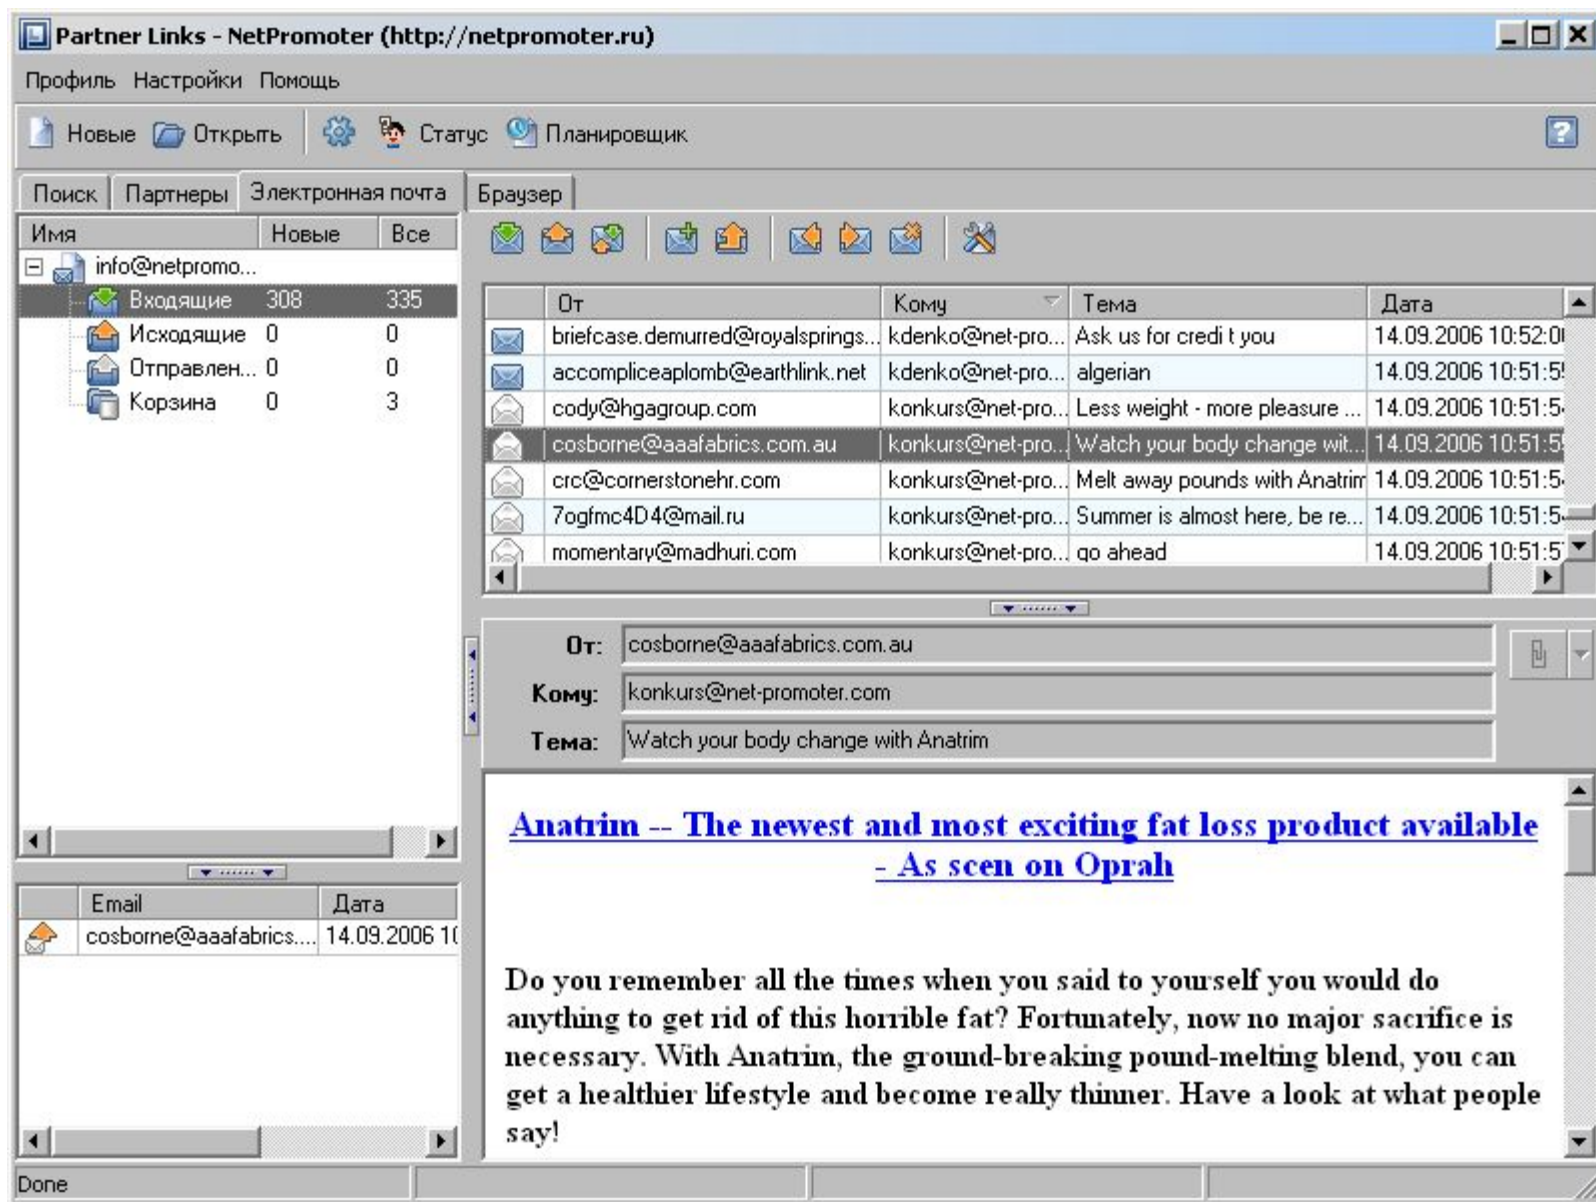 Partner Links - NetPromoter (http://netpromoter.ru)
Профиль Настройки Помощь
Новые Открыть Статус Планировщик
Поиск Партнеры Электронная почта Браузер
Имя Новые Все
info@netpromo...
Входящие 308 335
Исходящие 0 0
Отправлен... 0 0
Корзина 0 3
От Кому Тема Дата
briefcase.demurred@royalsprings... kdenko@net-pro... Ask us for credi t you 14.09.2006 10:52:0
accompliceaplomb@earthlink.net kdenko@net-pro... algerian 14.09.2006 10:51:5
cody@hgagroup.com konkurs@net-pro... Less weight - more pleasure ... 14.09.2006 10:51:5
cosborne@aaafabrics.com.au konkurs@net-pro... Watch your body change wit... 14.09.2006 10:51:5
crc@cornerstonehr.com konkurs@net-pro... Melt away pounds with Anatrim 14.09.2006 10:51:5
7ogfmc4D4@mail.ru konkurs@net-pro... Summer is almost here, be re... 14.09.2006 10:51:5
momentary@madhuri.com konkurs@net-pro... go ahead 14.09.2006 10:51:5
От: cosborne@aaafabrics.com.au
Кому: konkurs@net-promoter.com
Тема: Watch your body change with Anatrim
Anatrim -- The newest and most exciting fat loss product available
- As scen on Oprah
Do you remember all the times when you said to yourself you would do
anything to get rid of this horrible fat? Fortunately, now no major sacrifice is
necessary. With Anatrim, the ground-breaking pound-melting blend, you can
get a healthier lifestyle and become really thinner. Have a look at what people
say!
Email Дата
cosborne@aaafabrics.... 14.09.2006 1
Done